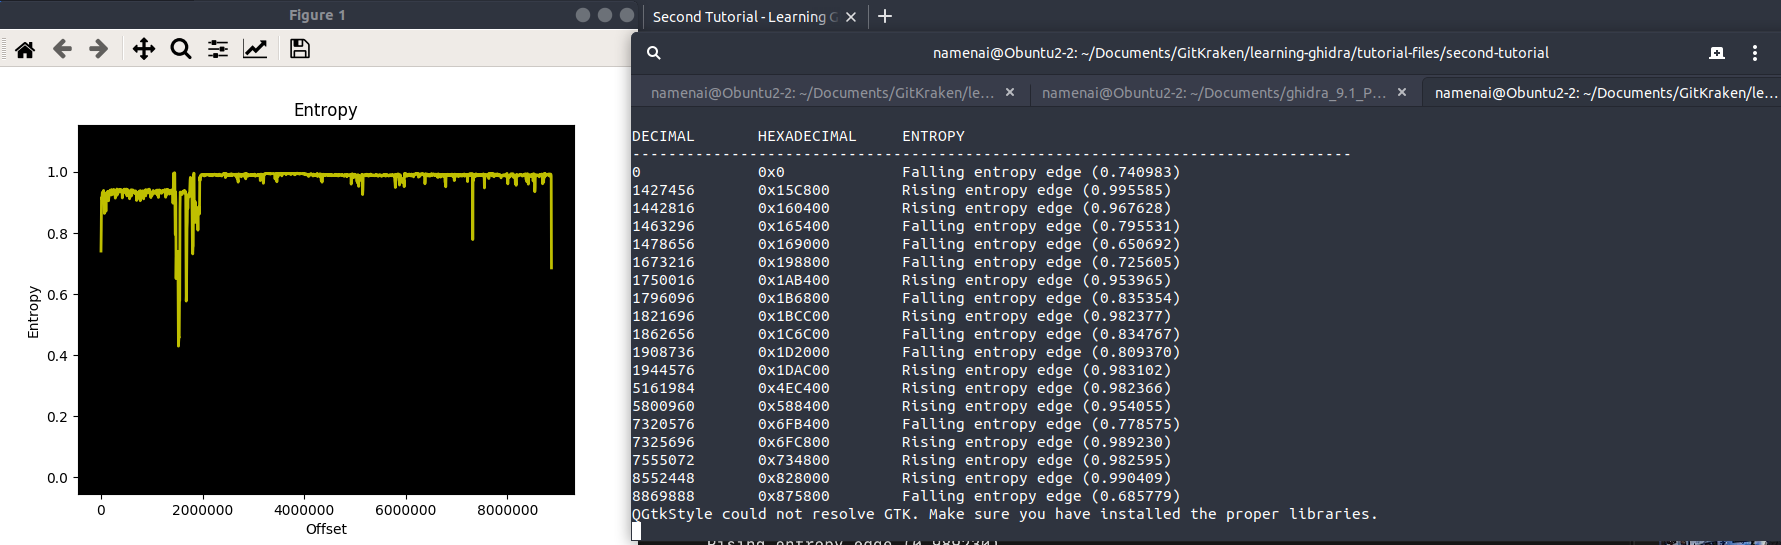 Figure 1
Entropy
1.0
0.8
0.6
0.4
0.2
0.0
Entropy
0 2000000 4000000 6000000 8000000
Offset
Second Tutorial - Learning G
namenai@Obuntu2-2: ~/Documents/GitKraken/learning-ghidra/tutorial-files/second-tutorial
namenai@Obuntu2-2: ~/Documents/GitKraken/le… namenai@Obuntu2-2: ~/Documents/ghidra_9.1_P… namenai@Obuntu2-2: ~/Documents/GitKraken/le…
DECIMAL HEXADECIMAL ENTROPY
--------------------------------------------------------------------------------
0 0x0 Falling entropy edge (0.740983)
1427456 0x15C800 Rising entropy edge (0.995585)
1442816 0x160400 Rising entropy edge (0.967628)
1463296 0x165400 Falling entropy edge (0.795531)
1478656 0x169000 Falling entropy edge (0.650692)
1673216 0x198800 Falling entropy edge (0.725605)
1750016 0x1AB400 Rising entropy edge (0.953965)
1796096 0x1B6800 Falling entropy edge (0.835354)
1821696 0x1BCC00 Rising entropy edge (0.982377)
1862656 0x1C6C00 Falling entropy edge (0.834767)
1908736 0x1D2000 Falling entropy edge (0.809370)
1944576 0x1DAC00 Rising entropy edge (0.983102)
5161984 0x4EC400 Rising entropy edge (0.982366)
5800960 0x588400 Rising entropy edge (0.954055)
7320576 0x6FB400 Falling entropy edge (0.778575)
7325696 0x6FC800 Rising entropy edge (0.989230)
7555072 0x734800 Rising entropy edge (0.982595)
8552448 0x828000 Rising entropy edge (0.990409)
8869888 0x875800 Falling entropy edge (0.685779)
QGtkStyle could not resolve GTK. Make sure you have installed the proper libraries.
Rising entropy edge (0.989230)